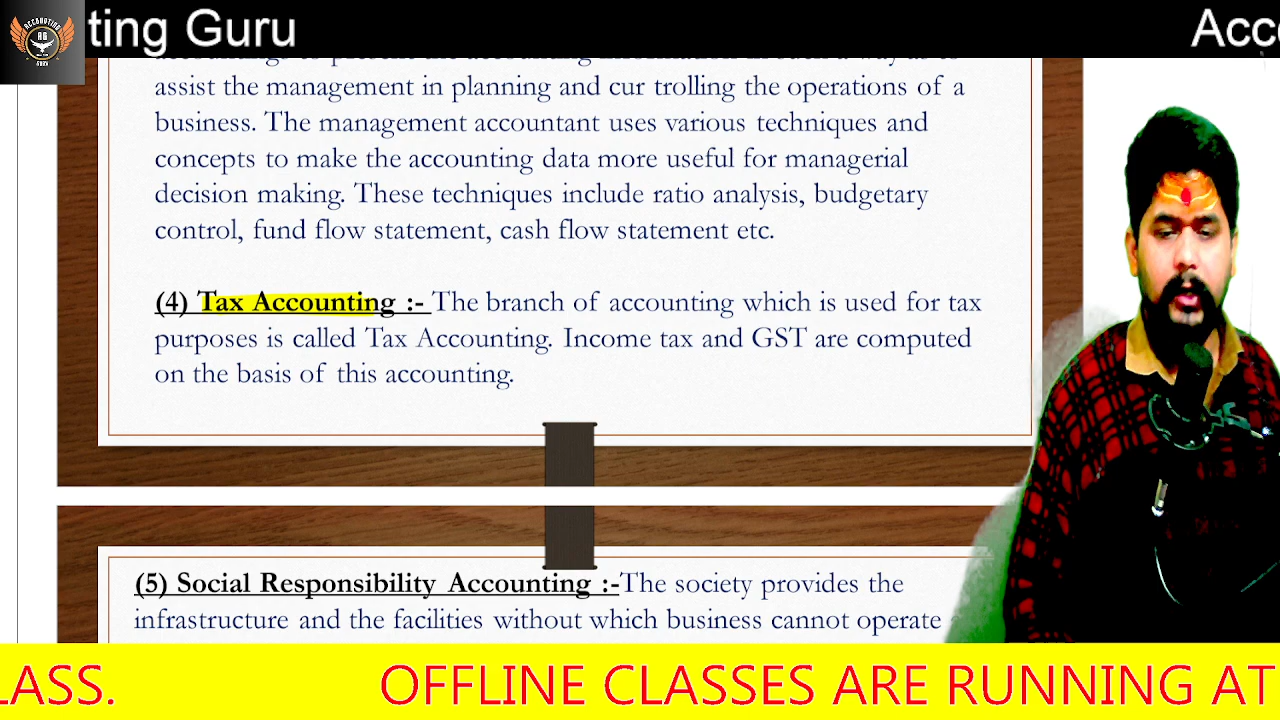 ting Guru
Acc
assist the management in planning and cur trolling the operations of a
business. The management accountant uses various techniques and
concepts to make the accounting data more useful for managerial
decision making. These techniques include ratio analysis, budgetary
control, fund flow statement, cash flow statement etc.
(4) Tax Accounting :- The branch of accounting which is used for tax
purposes is called Tax Accounting. Income tax and GST are computed
on the basis of this accounting.
(5) Social Responsibility Accounting :-The society provides the
infrastructure and the facilities without which business cannot operate
LASS.
OFFLINE CLASSES ARE RUNNING AT